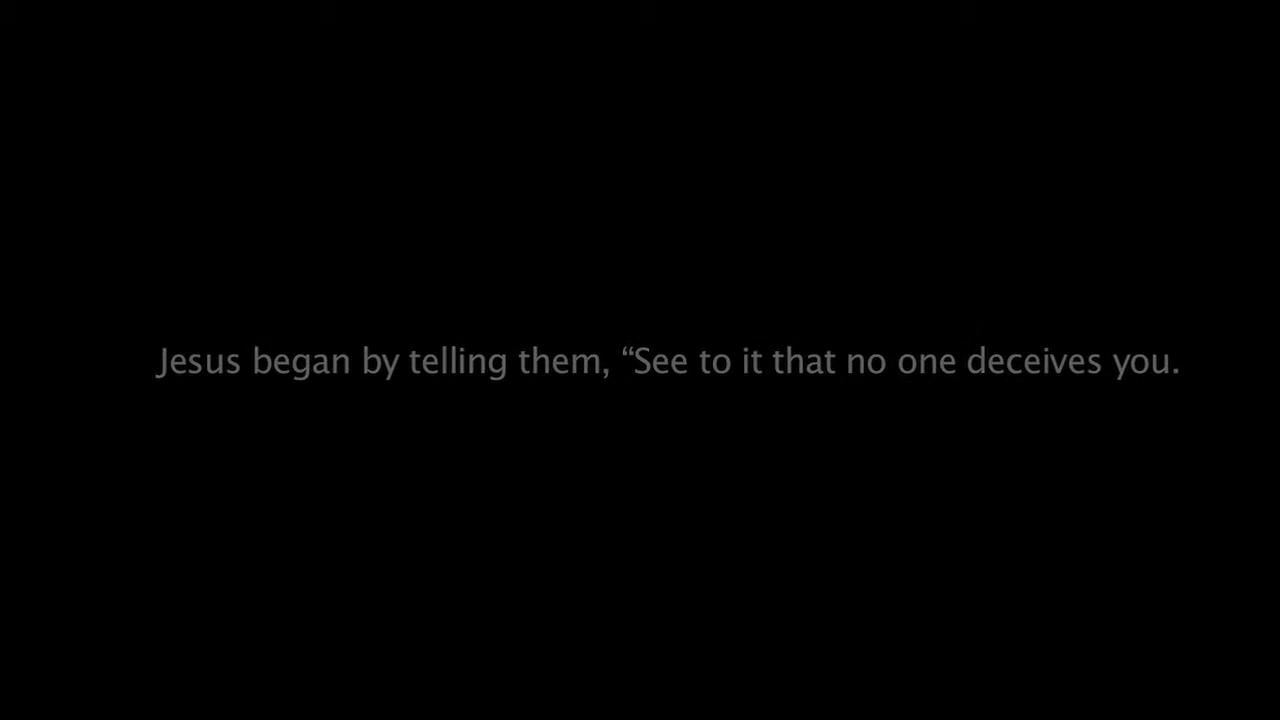 Jesus began by telling them, “See to it that no one deceives you.